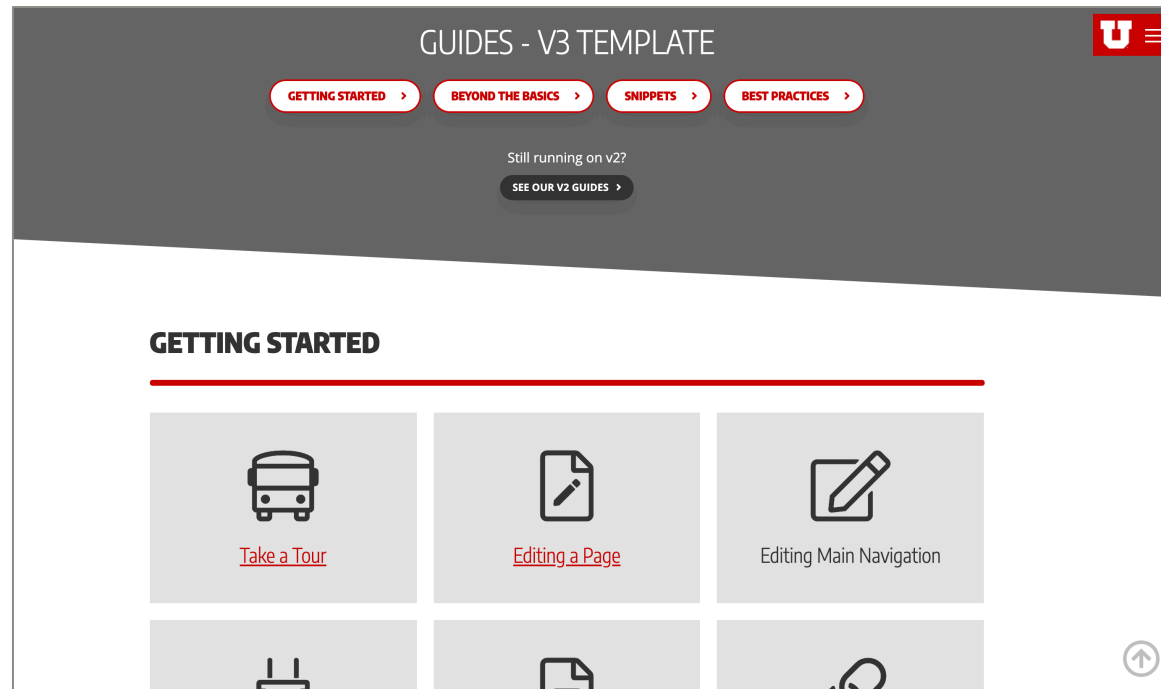 GUIDES - V3 TEMPLATE
U
GETTING STARTED
BEYOND THE BASICS
SNIPPETS
BEST PRACTICES
Still running on v2?
SEE OUR V2 GUIDES
GETTING STARTED
Take a Tour
Editing a Page
Editing Main Navigation